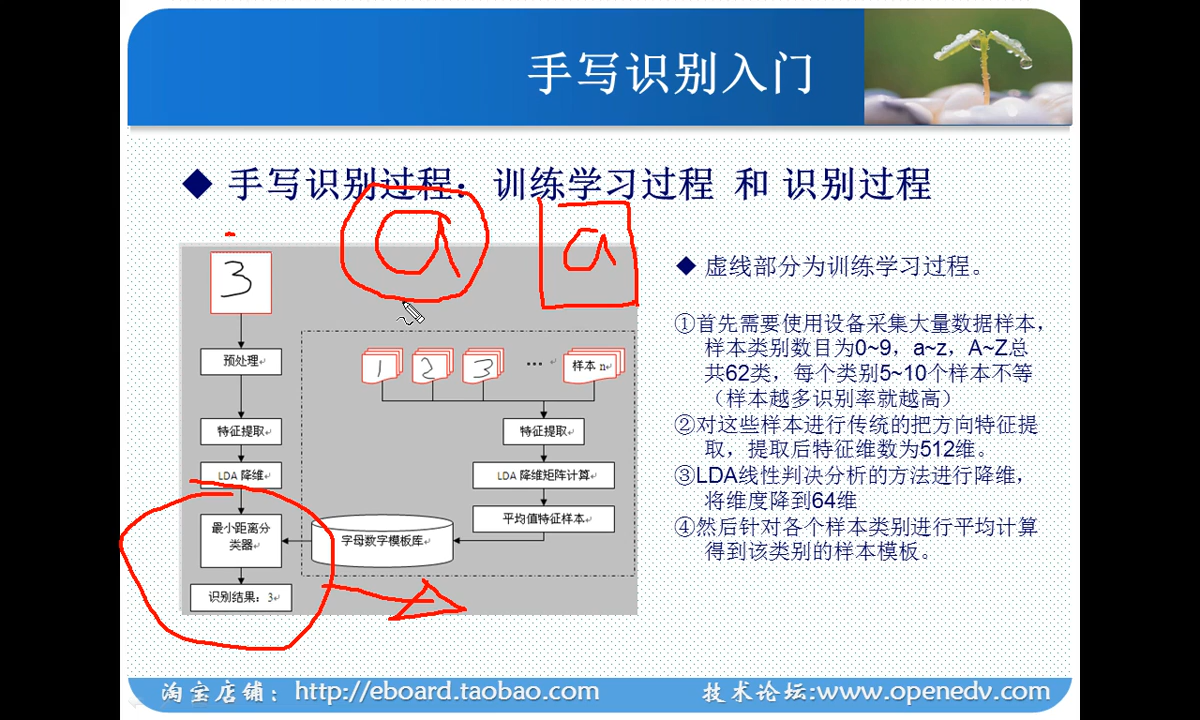 手写识别入门
◆ 手写识别过程：训练学习过程 和 识别过程
a
a
3
预处理
特征提取
LDA 降维
最小距离分
类器
识别结果：3
1 2 3 … 样本 n
特征提取
LDA 降维矩阵计算
平均值特征样本
字母数字模板库
◆ 虚线部分为训练学习过程。
①首先需要使用设备采集大量数据样本，
样本类别数目为0~9，a~z，A~Z总
共62类，每个类别5~10个样本不等
（样本越多识别率就越高）
②对这些样本进行传统的把方向特征提
取，提取后特征维数为512维。
③LDA线性判决分析的方法进行降维，
将维度降到64维
④然后针对各个样本类别进行平均计算
得到该类别的样本模板。
淘宝店铺：http://eboard.taobao.com
技术论坛:www.openedv.com